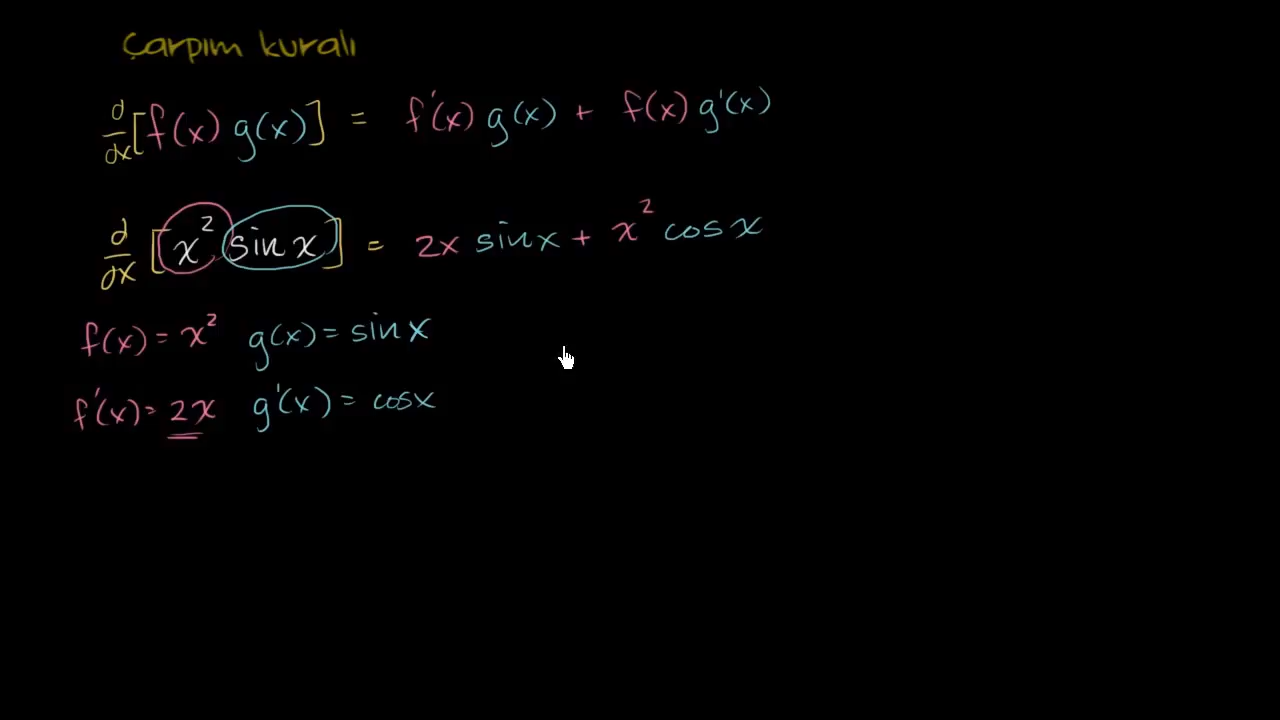 Çarpım kuralı
d/dx [f(x) g(x)] = f'(x) g(x) + f(x) g'(x)
d/dx [x² sin x] = 2x sin x + x² cos x
f(x) = x² g(x) = sin x
f'(x) = 2x g'(x) = cos x